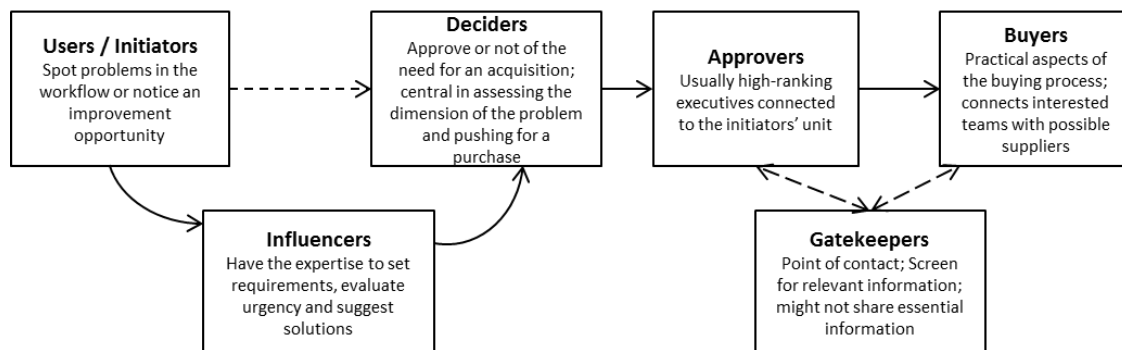 Users / Initiators
Spot problems in the
workflow or notice an
improvement
opportunity
Deciders
Approve or not of the
need for an acquisition;
central in assessing the
dimension of the problem
and pushing for a
purchase
Approvers
Usually high-ranking
executives connected
to the initiators’ unit
Buyers
Practical aspects of
the buying process;
connects interested
teams with possible
suppliers
Influencers
Have the expertise to set
requirements, evaluate
urgency and suggest
solutions
Gatekeepers
Point of contact; Screen
for relevant information;
might not share essential
information